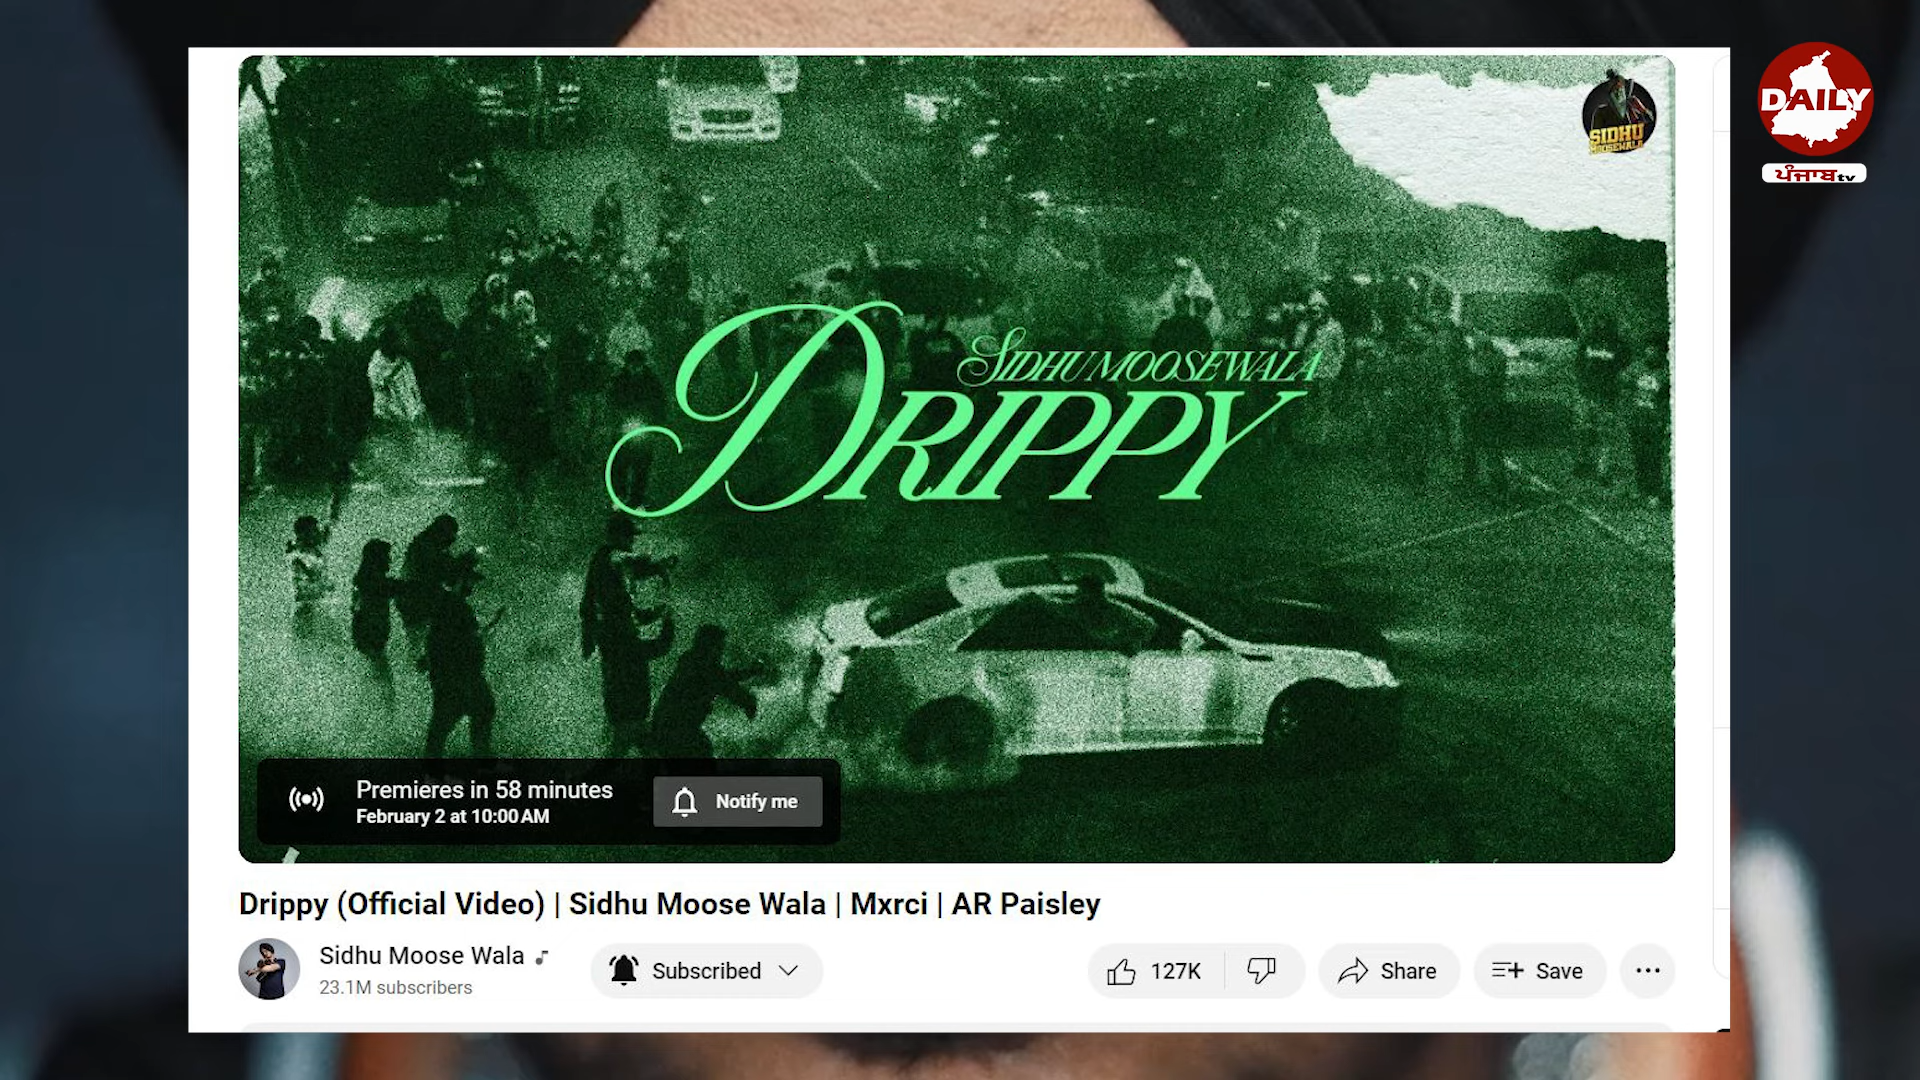 DAILY
ਪੰਜਾਬ tv
SIDHU
MOOSEWALA
SIDHU MOOSEWALA
DRIPPY
Premieres in 58 minutes
February 2 at 10:00 AM
Notify me
Drippy (Official Video) | Sidhu Moose Wala | Mxrci | AR Paisley
Sidhu Moose Wala
23.1M subscribers
Subscribed
127K
Share
Save